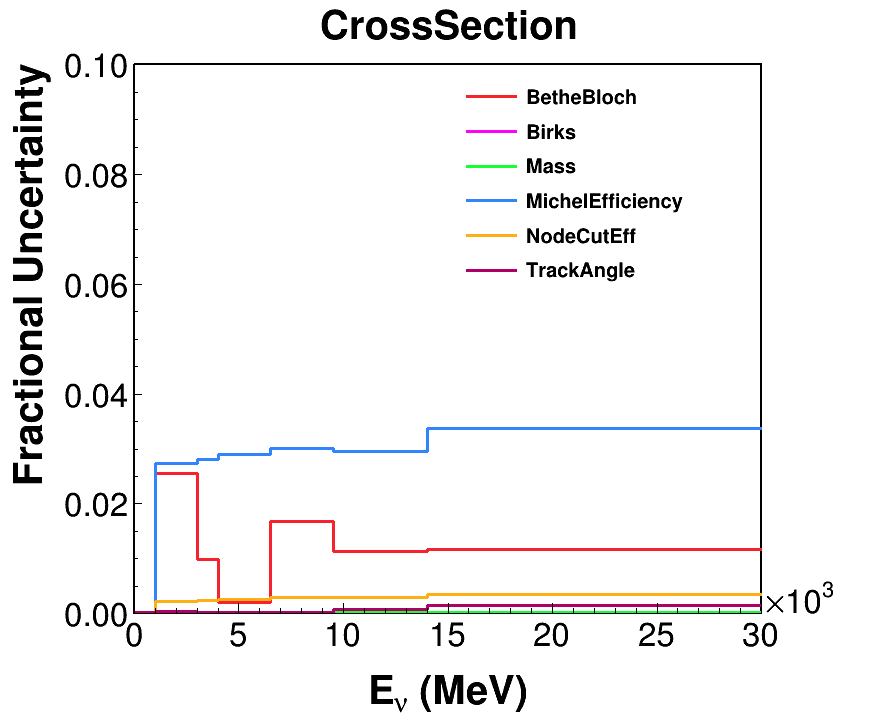 CrossSection
Fractional Uncertainty
0.10
0.08
0.06
0.04
0.02
0.00
BetheBloch
Birks
Mass
MichelEfficiency
NodeCutEff
TrackAngle
0 5 10 15 20 25 30
×10³
Eν (MeV)